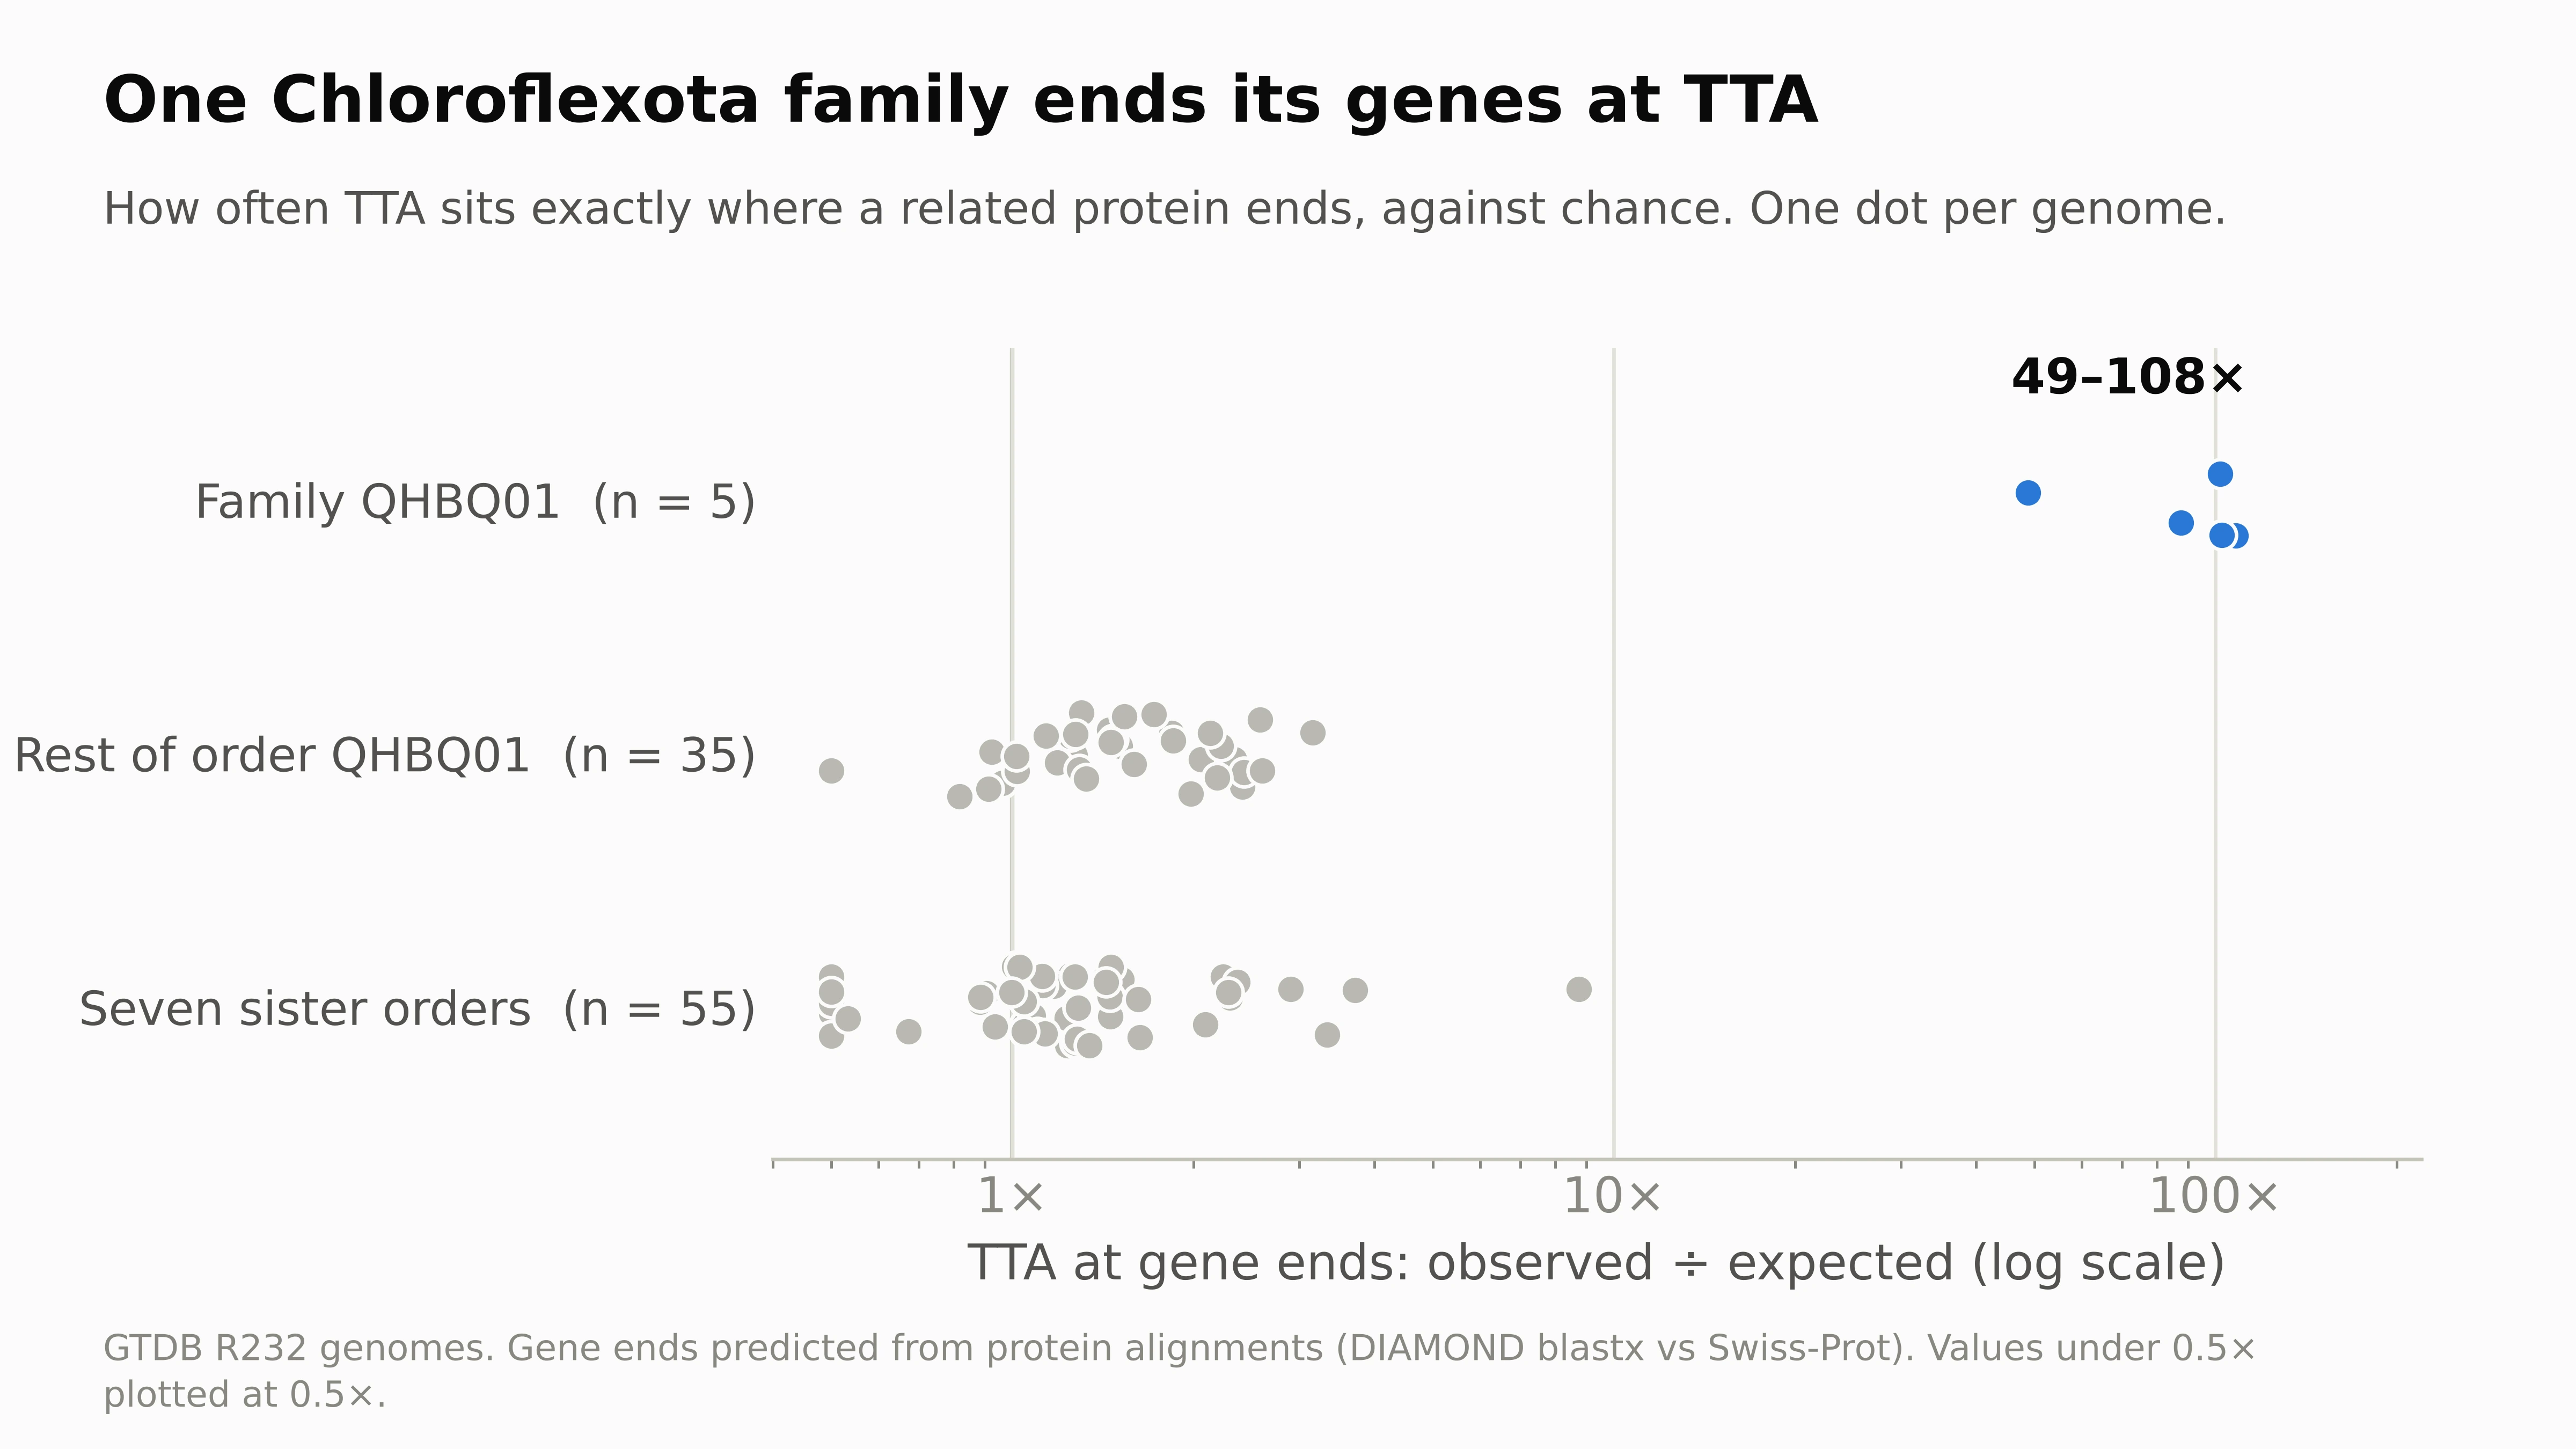 One Chloroflexota family ends its genes at TTA
How often TTA sits exactly where a related protein ends, against chance. One dot per genome.
49–108×
Family QHBQ01 (n = 5)
Rest of order QHBQ01 (n = 35)
Seven sister orders (n = 55)
1× 10× 100×
TTA at gene ends: observed ÷ expected (log scale)
GTDB R232 genomes. Gene ends predicted from protein alignments (DIAMOND blastx vs Swiss-Prot). Values under 0.5×
plotted at 0.5×.